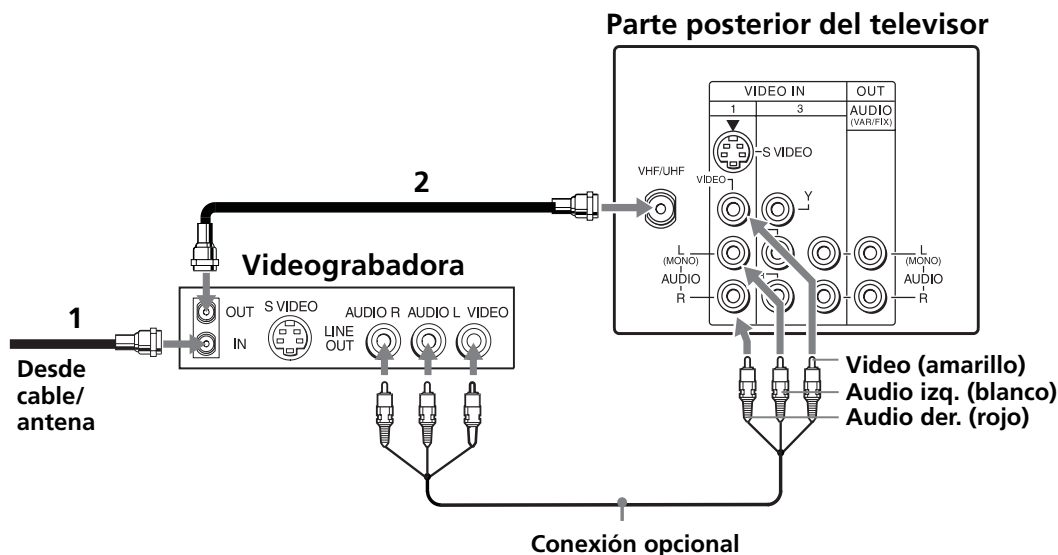 Parte posterior del televisor
VIDEO IN
OUT
1
3
AUDIO
(VAR/FIX)
S VIDEO
VHF/UHF
VIDEO
Y
L
(MONO)
AUDIO
R
L
(MONO)
AUDIO
R
2
Videograbadora
1
Desde
cable/
antena
OUT
IN
S VIDEO
LINE
OUT
AUDIO R AUDIO L VIDEO
Video (amarillo)
Audio izq. (blanco)
Audio der. (rojo)
Conexión opcional